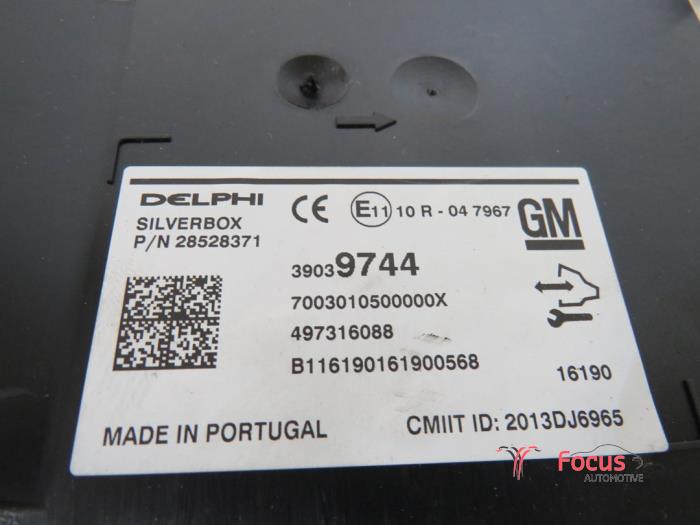 DELPHI
SILVERBOX
P/N 28528371
CE
E11 10 R - 04 7967
GM
39039744
7003010500000X
497316088
B116190161900568
16190
MADE IN PORTUGAL
CMIIT ID: 2013DJ6965
Focus
AUTOMOTIVE